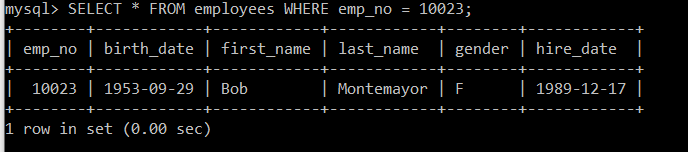 mysql> SELECT * FROM employees WHERE emp_no = 10023;
+--------+------------+------------+------------+--------+------------+
| emp_no | birth_date | first_name | last_name  | gender | hire_date  |
+--------+------------+------------+------------+--------+------------+
|  10023 | 1953-09-29 | Bob        | Montemayor | F      | 1989-12-17 |
+--------+------------+------------+------------+--------+------------+
1 row in set (0.00 sec)